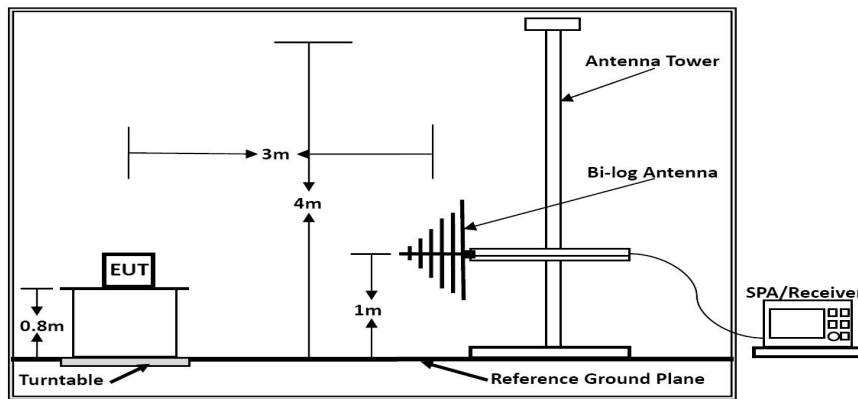 Antenna Tower
3m
Bi-log Antenna
4m
EUT
SPA/Receiver
0.8m
1m
Turntable
Reference Ground Plane